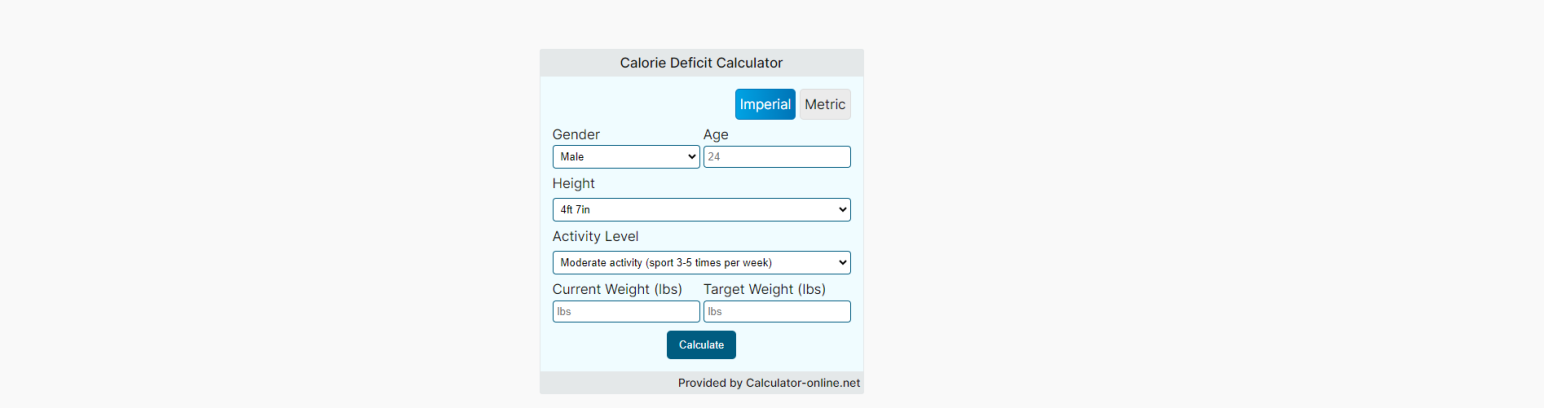 Calorie Deficit Calculator
Imperial Metric
Gender Age
Male 24
Height
4ft 7in
Activity Level
Moderate activity (sport 3-5 times per week)
Current Weight (lbs) Target Weight (lbs)
lbs lbs
Calculate
Provided by Calculator-online.net